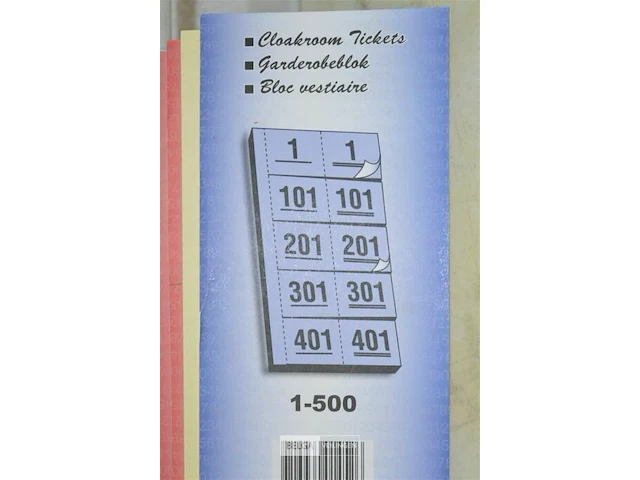 Cloakroom Tickets
Garderobeblok
Bloc vestiaire
1 1
101 101
201 201
301 301
401 401
1-500